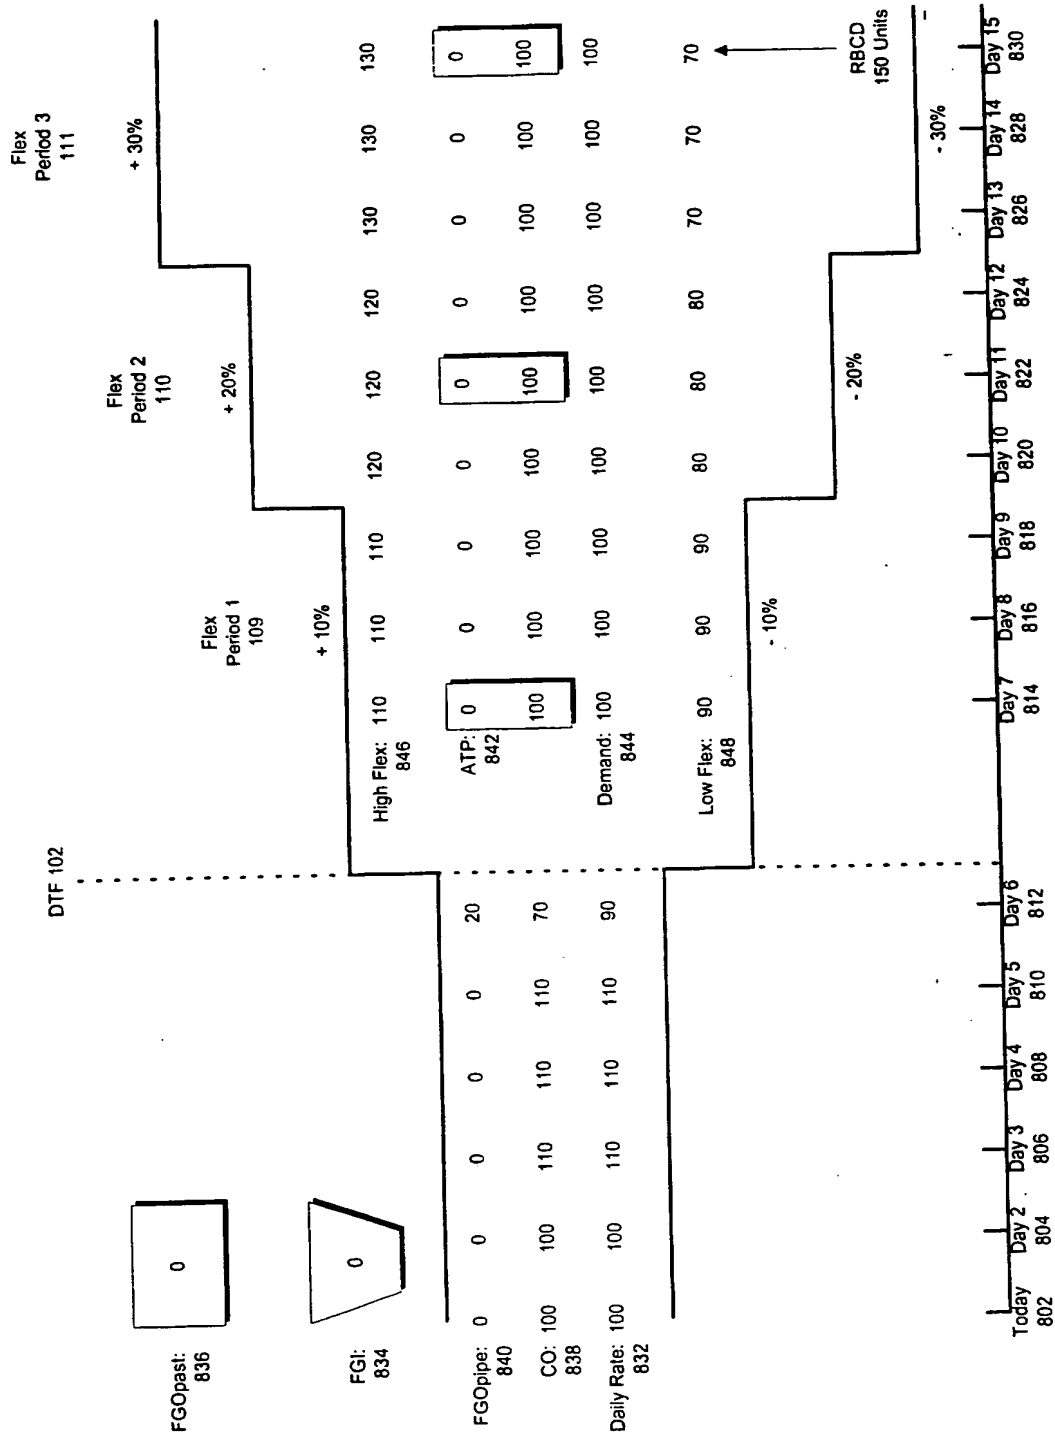 Flex
Period 3
111
DTF 102
+ 30%
Flex
Period 2
110
+ 20%
Flex
Period 1
109
+ 10%
FGOpast:
836
0
FGI:
834
0
High Flex: 110 110 110 120 120 120 130 130 130
846
FGOpipe: 0 0 0 0 0 20
840
ATP: 0 0 0 0 0 0 0 0 0
842
CO: 100 100 110 110 110 70
838
100 100 100 100 100 100 100 100 100
Daily Rate: 100 100 110 110 110 90
832
Demand: 100 100 100 100 100 100 100 100 100
844
Low Flex: 90 90 90 80 80 80 70 70 70
848
- 10%
- 20%
RBCD
150 Units
- 30%
Today Day 2 Day 3 Day 4 Day 5 Day 6 Day 7 Day 8 Day 9 Day 10 Day 11 Day 12 Day 13 Day 14 Day 15
802 804 806 808 810 812 814 816 818 820 822 824 826 828 830